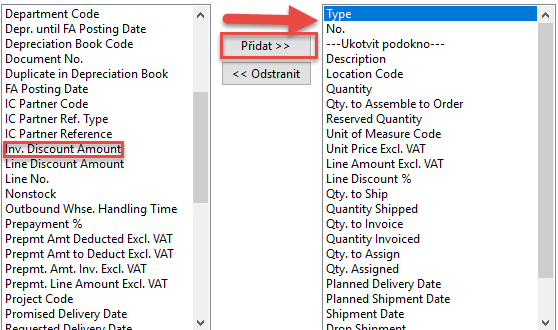 Department Code
Depr. until FA Posting Date
Depreciation Book Code
Document No.
Duplicate in Depreciation Book
FA Posting Date
IC Partner Code
IC Partner Ref. Type
IC Partner Reference
Inv. Discount Amount
Line Discount Amount
Line No.
Nonstock
Outbound Whse. Handling Time
Prepayment %
Prepmt Amt Deducted Excl. VAT
Prepmt Amt to Deduct Excl. VAT
Prepmt. Amt. Inv. Excl. VAT
Prepmt. Line Amount Excl. VAT
Project Code
Promised Delivery Date
Requested Delivery Date
Přidat >>
<< Odstranit
Type
No.
---Ukotvit podokno---
Description
Location Code
Quantity
Qty. to Assemble to Order
Reserved Quantity
Unit of Measure Code
Unit Price Excl. VAT
Line Amount Excl. VAT
Line Discount %
Qty. to Ship
Quantity Shipped
Qty. to Invoice
Quantity Invoiced
Qty. to Assign
Qty. Assigned
Planned Delivery Date
Planned Shipment Date
Shipment Date
Drop Shipment